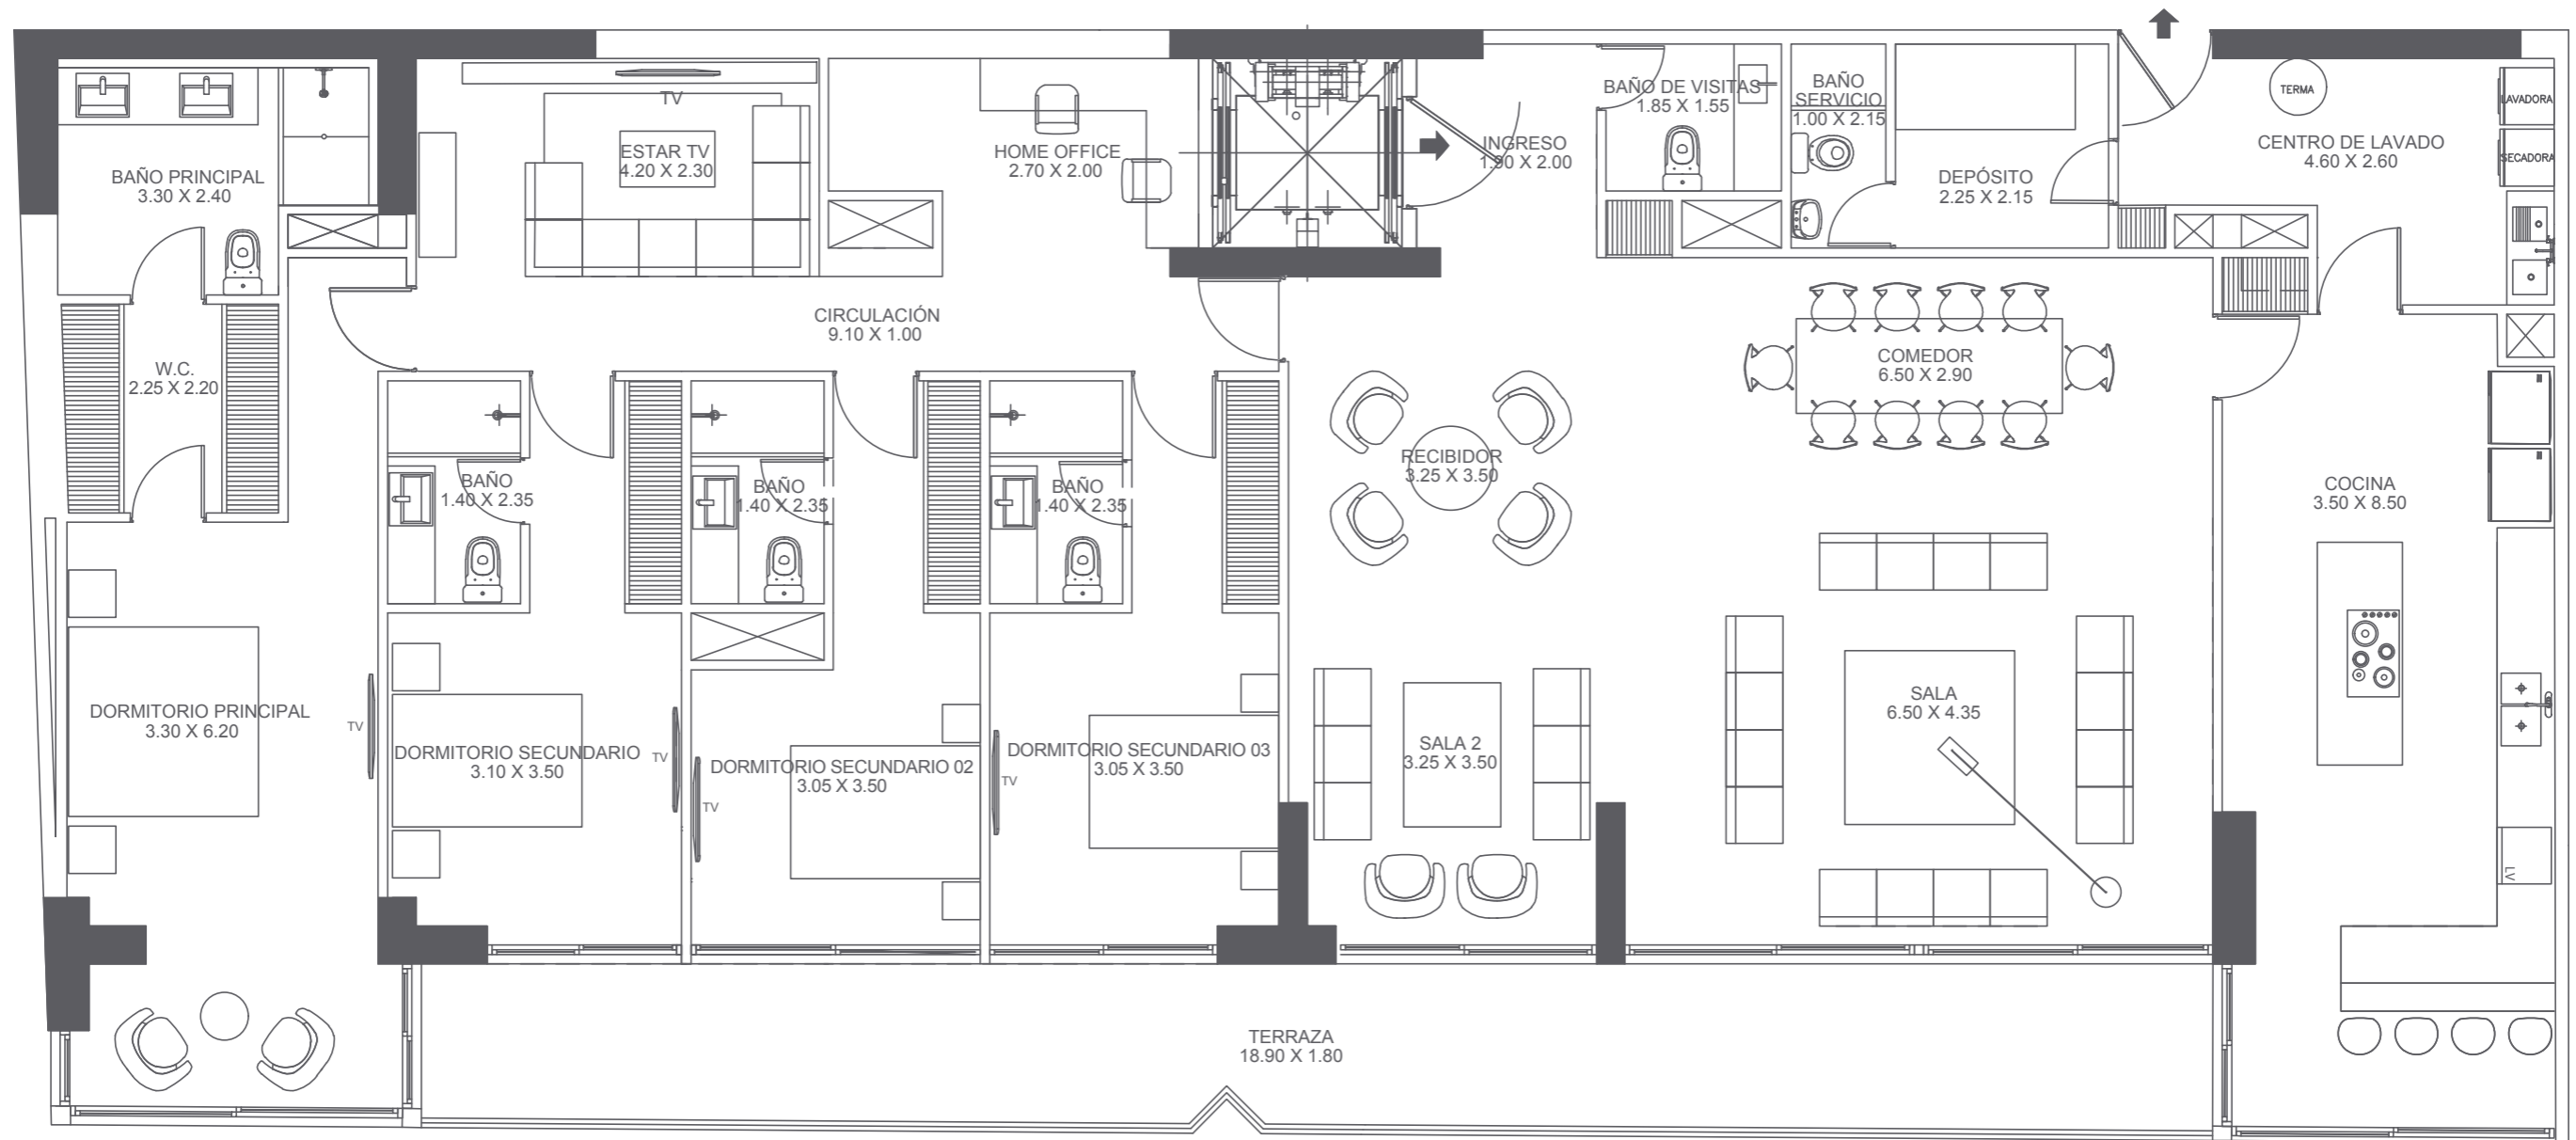 BAÑO PRINCIPAL
3.30 X 2.40
TV
ESTAR TV
4.20 X 2.30
HOME OFFICE
2.70 X 2.00
INGRESO
1.90 X 2.00
BAÑO DE VISITAS
1.85 X 1.55
BAÑO
SERVICIO
1.00 X 2.15
DEPÓSITO
2.25 X 2.15
TERMA
CENTRO DE LAVADO
4.60 X 2.60
LAVADORA
SECADORA
CIRCULACIÓN
9.10 X 1.00
W.C.
2.25 X 2.20
BAÑO
1.40 X 2.35
BAÑO
1.40 X 2.35
BAÑO
1.40 X 2.35
RECIBIDOR
3.25 X 3.50
COMEDOR
6.50 X 2.90
COCINA
3.50 X 8.50
DORMITORIO PRINCIPAL
3.30 X 6.20
TV
DORMITORIO SECUNDARIO
3.10 X 3.50
TV
DORMITORIO SECUNDARIO 02
3.05 X 3.50
TV
DORMITORIO SECUNDARIO 03
3.05 X 3.50
TV
SALA 2
3.25 X 3.50
SALA
6.50 X 4.35
LV
TERRAZA
18.90 X 1.80